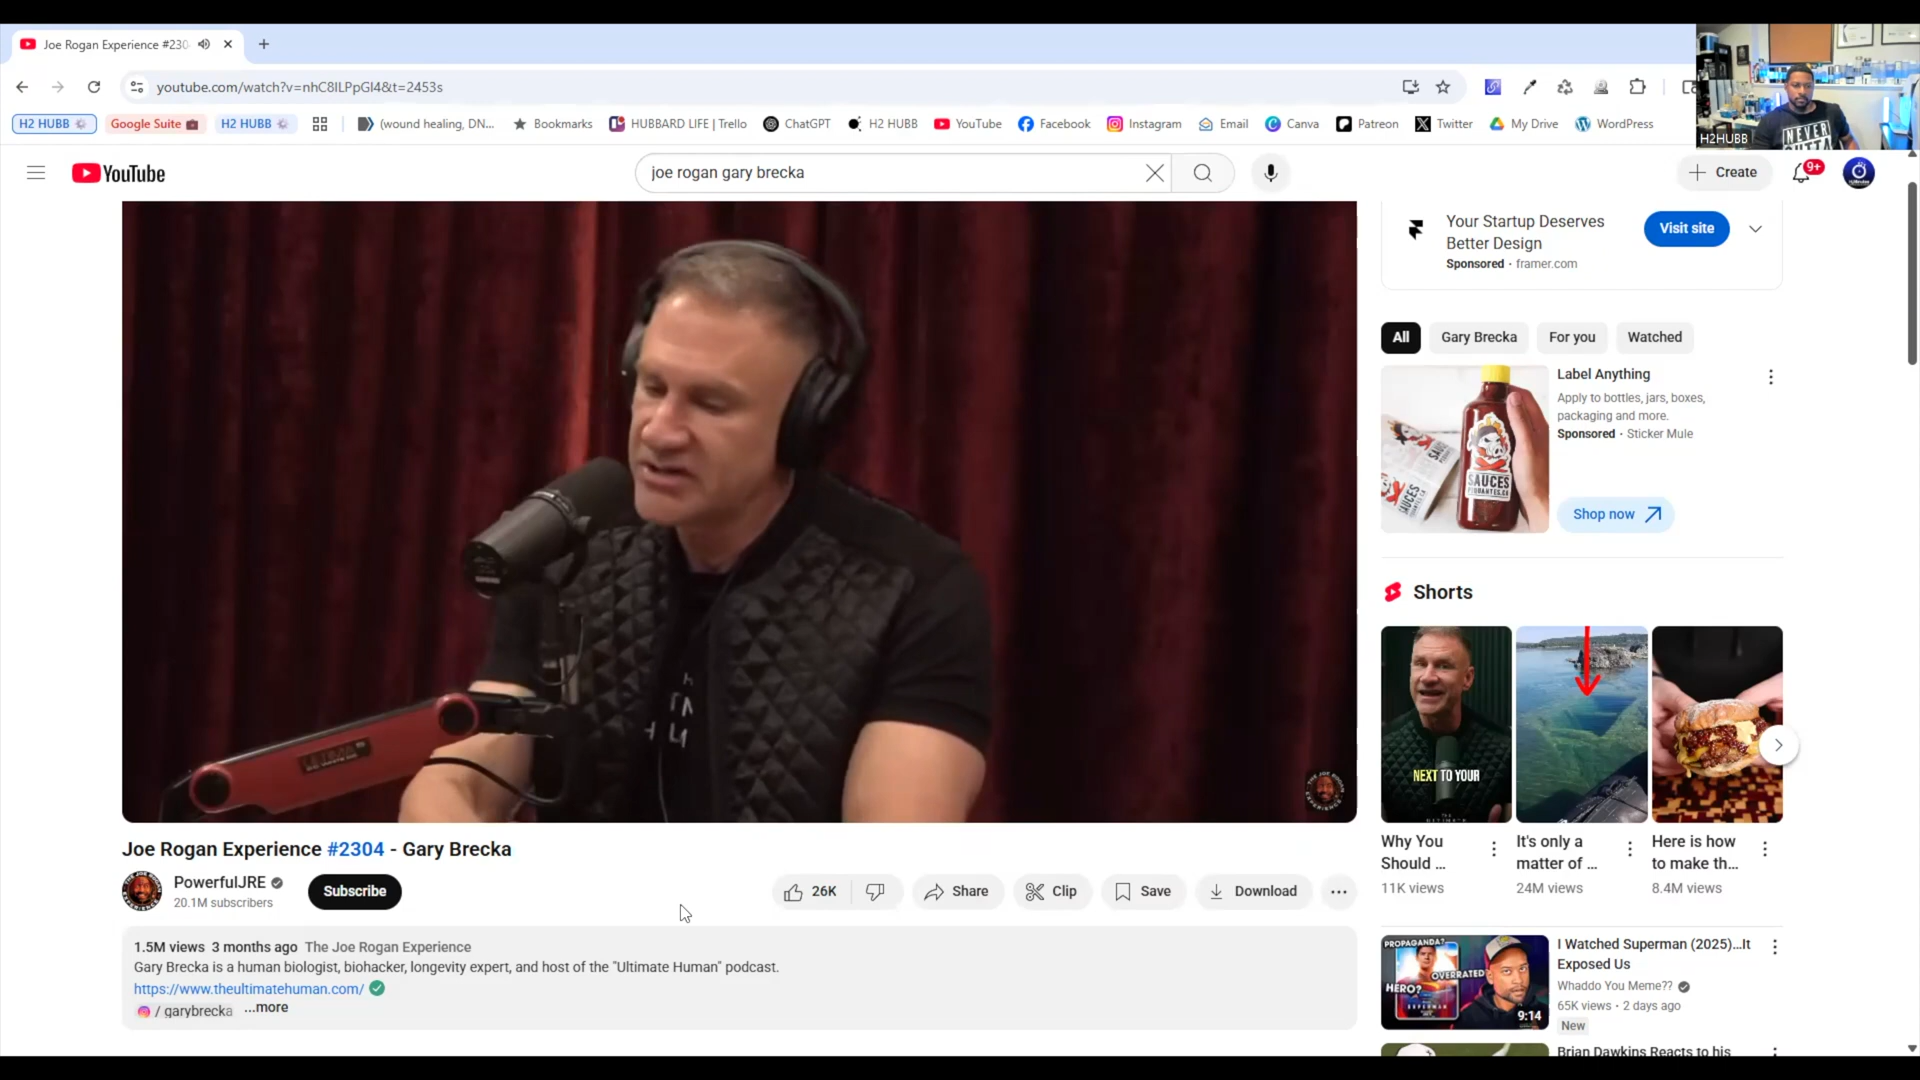 Joe Rogan Experience #230
youtube.com/watch?v=nhC8ILPpGI4&t=2453s
H2 HUBB
Google Suite
H2 HUBB
(wound healing, DN...
Bookmarks
HUBBARD LIFE | Trello
ChatGPT
H2 HUBB
YouTube
Facebook
Instagram
Email
Canva
Patreon
Twitter
My Drive
WordPress
NEVER
H2HUBB
YouTube
joe rogan gary brecka
Create
9+
Your Startup Deserves
Better Design
Sponsored · framer.com
Visit site
All
Gary Brecka
For you
Watched
Label Anything
Apply to bottles, jars, boxes,
packaging and more.
Sponsored · Sticker Mule
SAUCES
Shop now
Shorts
NEXT TO YOUR
Why You
Should ...
11K views
It's only a
matter of ...
24M views
Here is how
to make th...
8.4M views
Joe Rogan Experience #2304 - Gary Brecka
PowerfulJRE
20.1M subscribers
Subscribe
26K
Share
Clip
Save
Download
1.5M views 3 months ago The Joe Rogan Experience
Gary Brecka is a human biologist, biohacker, longevity expert, and host of the "Ultimate Human" podcast.
https://www.theultimatehuman.com/
/ garybrecka ...more
PROPAGANDA?
OVERRATED
HERO?
9:14
I Watched Superman (2025)...It
Exposed Us
Whaddo You Meme??
65K views · 2 days ago
New
Brian Dawkins Reacts to his